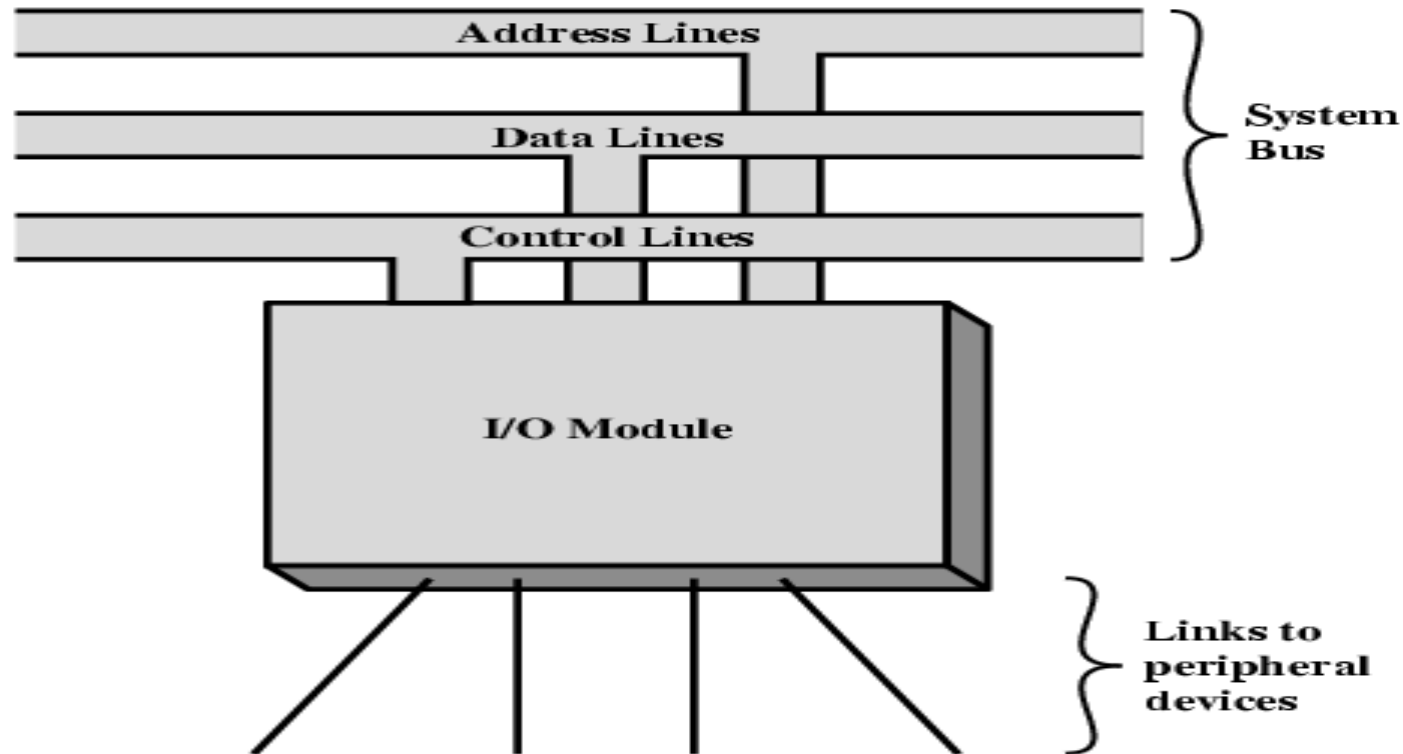 Address Lines
Data Lines
Control Lines
System
Bus
I/O Module
Links to
peripheral
devices